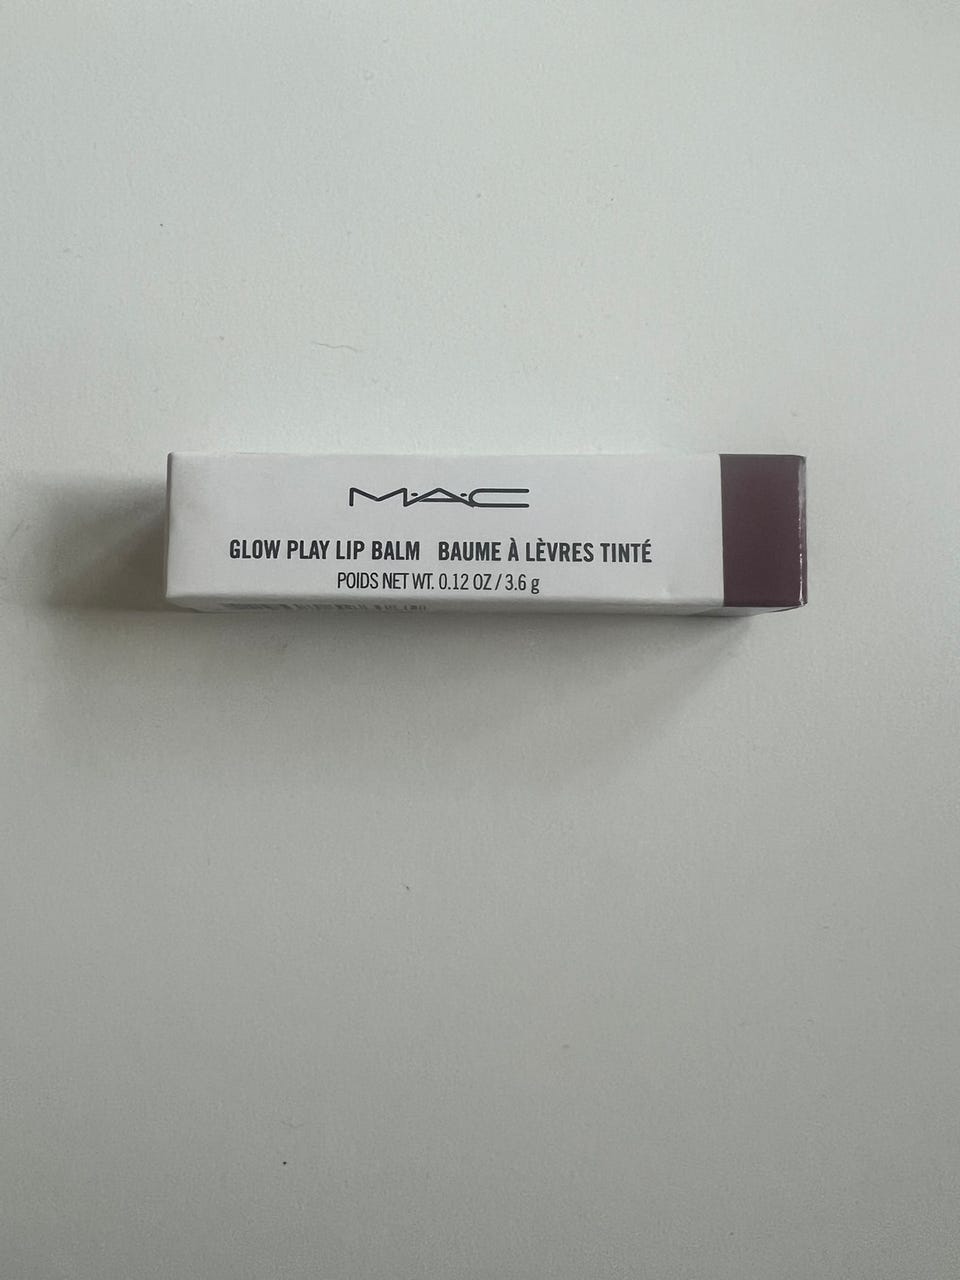 M·A·C
GLOW PLAY LIP BALM BAUME À LÈVRES TINTÉ
POIDS NET WT. 0.12 OZ / 3.6 g